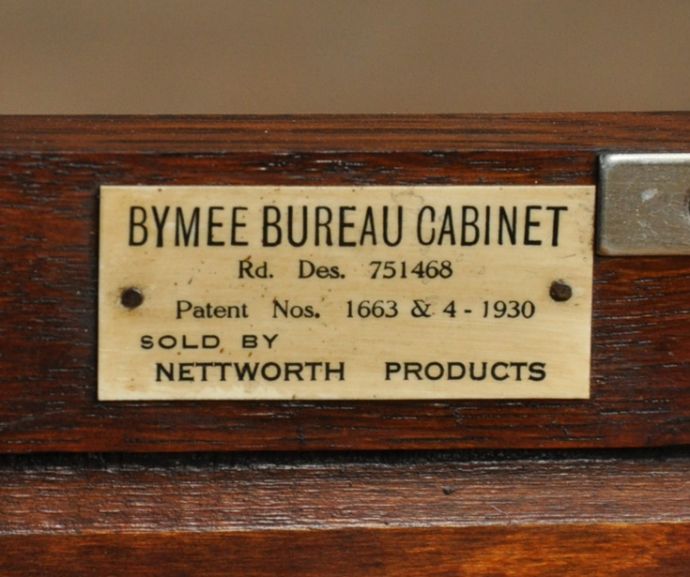 BYMEE BUREAU CABINET
Rd. Des. 751468
Patent Nos. 1663 & 4 - 1930
SOLD BY
NETTWORTH PRODUCTS